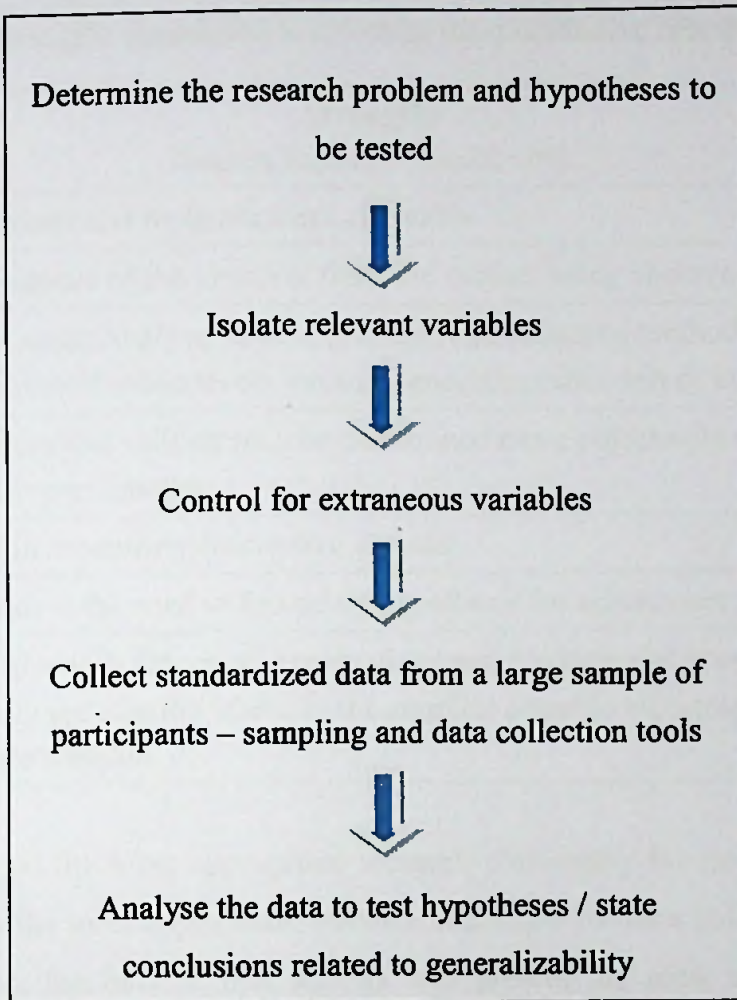 Determine the research problem and hypotheses to
be tested
Isolate relevant variables
Control for extraneous variables
Collect standardized data from a large sample of
participants – sampling and data collection tools
Analyse the data to test hypotheses / state
conclusions related to generalizability